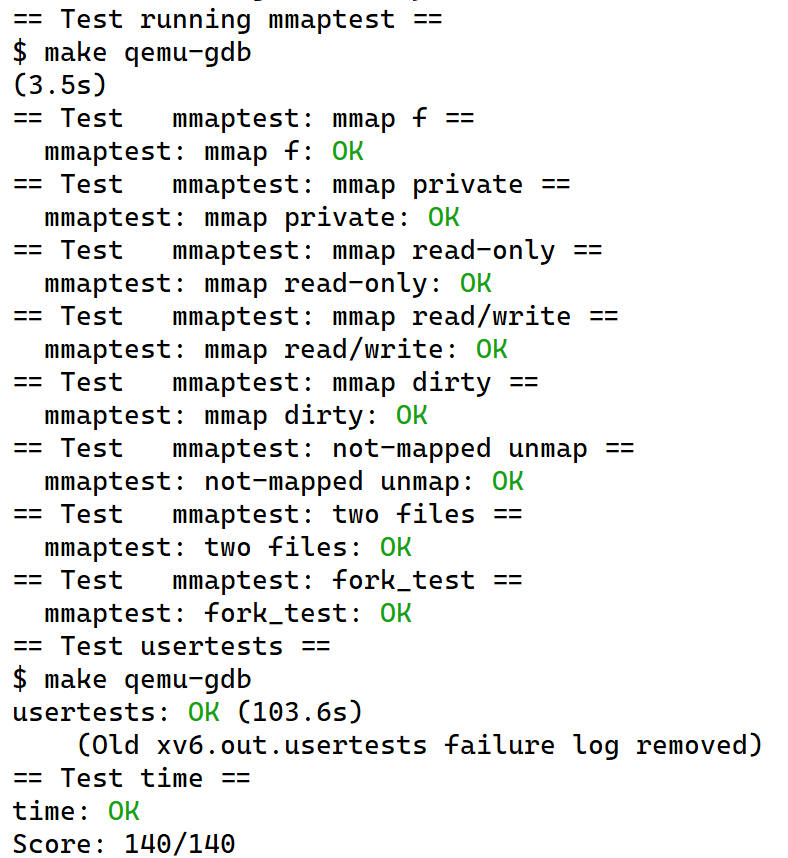 == Test running mmaptest ==
$ make qemu-gdb
(3.5s)
== Test   mmaptest: mmap f ==
  mmaptest: mmap f: OK
== Test   mmaptest: mmap private ==
  mmaptest: mmap private: OK
== Test   mmaptest: mmap read-only ==
  mmaptest: mmap read-only: OK
== Test   mmaptest: mmap read/write ==
  mmaptest: mmap read/write: OK
== Test   mmaptest: mmap dirty ==
  mmaptest: mmap dirty: OK
== Test   mmaptest: not-mapped unmap ==
  mmaptest: not-mapped unmap: OK
== Test   mmaptest: two files ==
  mmaptest: two files: OK
== Test   mmaptest: fork_test ==
  mmaptest: fork_test: OK
== Test usertests ==
$ make qemu-gdb
usertests: OK (103.6s)
    (Old xv6.out.usertests failure log removed)
== Test time ==
time: OK
Score: 140/140